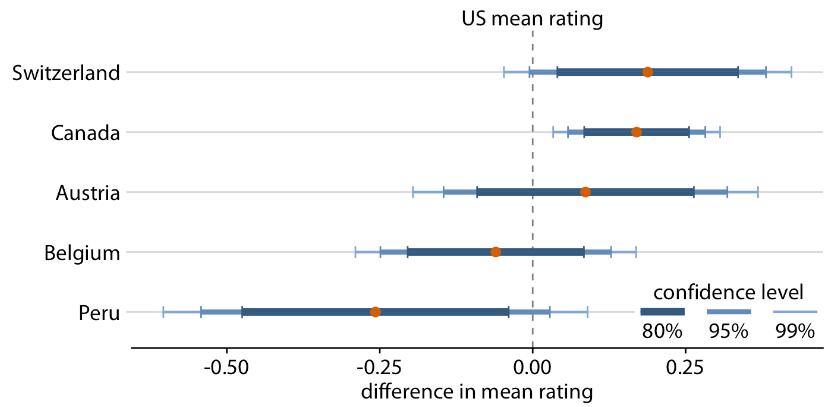 US mean rating
Switzerland
Canada
Austria
Belgium
Peru
confidence level
80% 95% 99%
-0.50 -0.25 0.00 0.25
difference in mean rating